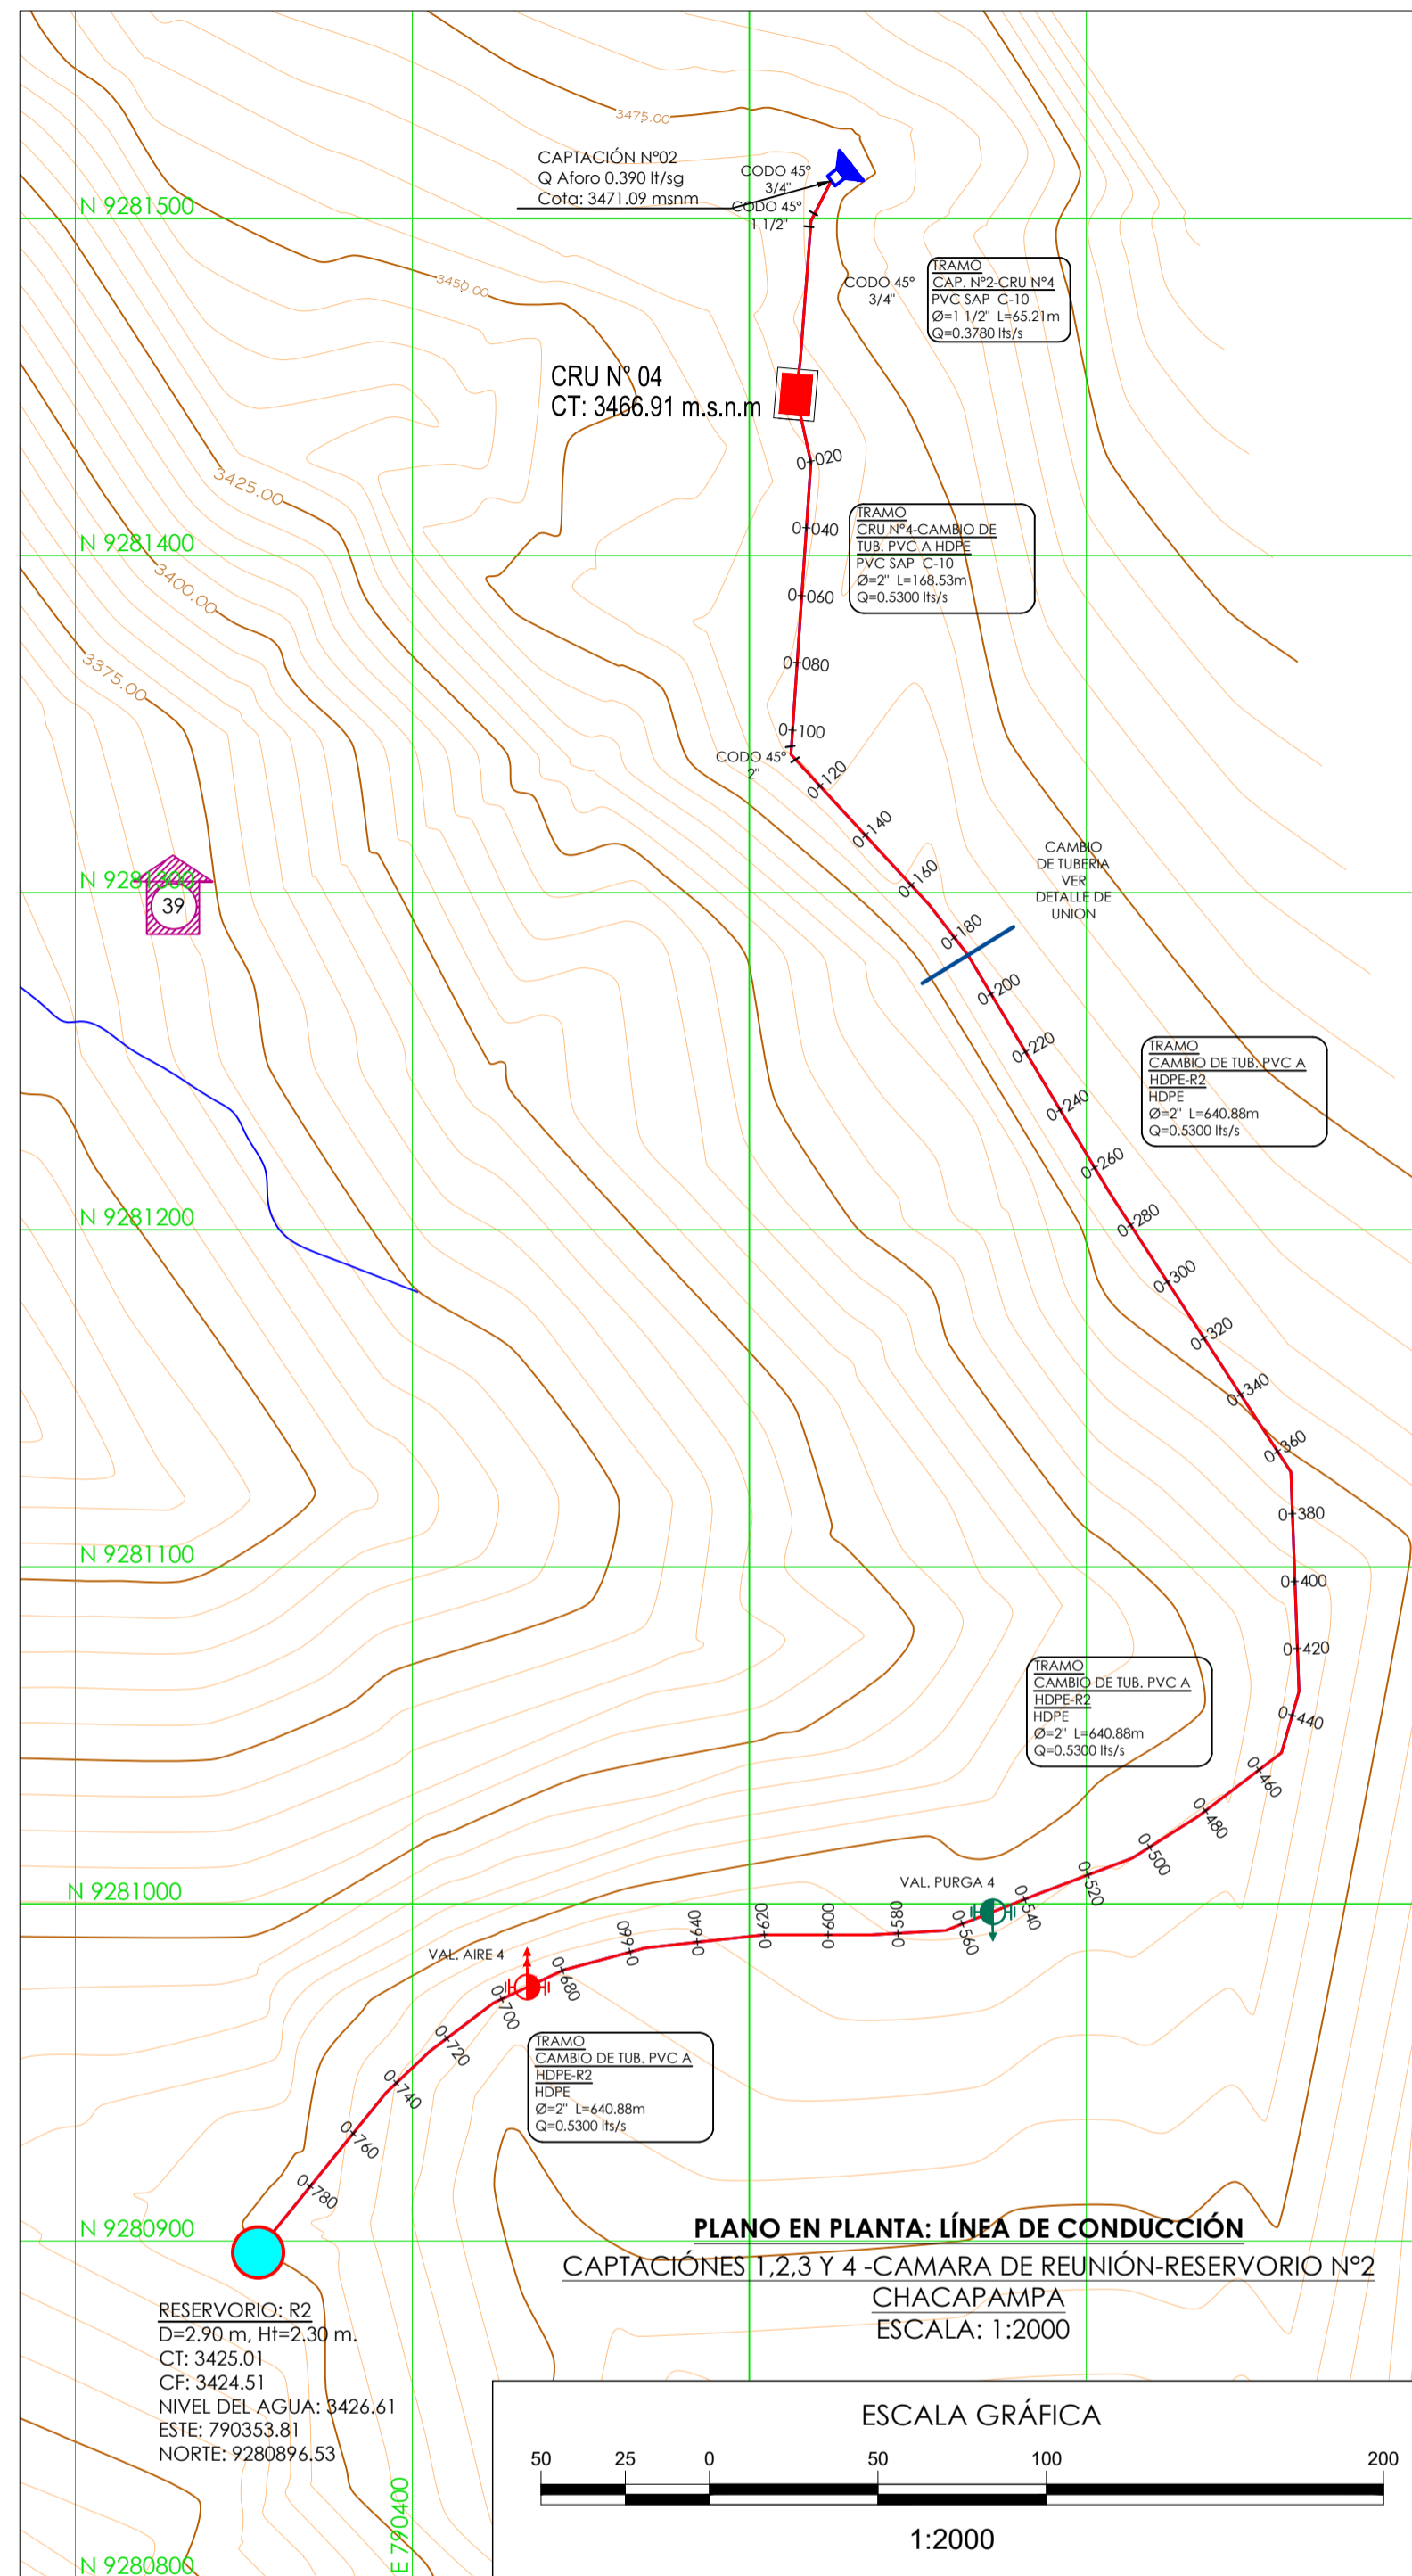 3475.00
CAPTACIÓN N°02
Q Aforo 0.390 lt/sg
Cota: 3471.09 msnm
CODO 45°
3/4"
CODO 45°
1 1/2"
N 9281500
3450.00
CODO 45°
3/4"
TRAMO
CAP. N°2-CRU N°4
PVC SAP C-10
Ø=1 1/2" L=65.21m
Q=0.3780 lts/s
CRU N° 04
CT: 3466.91 m.s.n.m
0+020
3425.00
0+040
TRAMO
CRU N°4-CAMBIO DE
TUB. PVC A HDPE
PVC SAP C-10
Ø=2" L=168.53m
Q=0.5300 lts/s
N 9281400
3400.00
0+060
3375.00
0+080
0+100
CODO 45°
2"
0+120
0+140
0+160
CAMBIO
DE TUBERIA
VER
DETALLE DE
UNION
N 9281300
39
0+180
0+200
0+220
TRAMO
CAMBIO DE TUB. PVC A
HDPE-R2
HDPE
Ø=2" L=640.88m
Q=0.5300 lts/s
0+240
0+260
N 9281200
0+280
0+300
0+320
0+340
0+360
0+380
N 9281100
0+400
0+420
TRAMO
CAMBIO DE TUB. PVC A
HDPE-R2
HDPE
Ø=2" L=640.88m
Q=0.5300 lts/s
0+440
0+460
0+480
0+500
0+520
VAL. PURGA 4
N 9281000
0+540
0+560
0+580
0+600
0+620
0+640
0+660
VAL. AIRE 4
0+680
0+700
0+720
TRAMO
CAMBIO DE TUB. PVC A
HDPE-R2
HDPE
Ø=2" L=640.88m
Q=0.5300 lts/s
0+740
0+760
0+780
N 9280900
PLANO EN PLANTA: LÍNEA DE CONDUCCIÓN
CAPTACIÓNES 1,2,3 Y 4 -CAMARA DE REUNIÓN-RESERVORIO N°2
CHACAPAMPA
ESCALA: 1:2000
RESERVORIO: R2
D=2.90 m, Ht=2.30 m.
CT: 3425.01
CF: 3424.51
NIVEL DEL AGUA: 3426.61
ESTE: 790353.81
NORTE: 9280896.53
ESCALA GRÁFICA
50 25 0 50 100 200
1:2000
E 790400
N 9280800